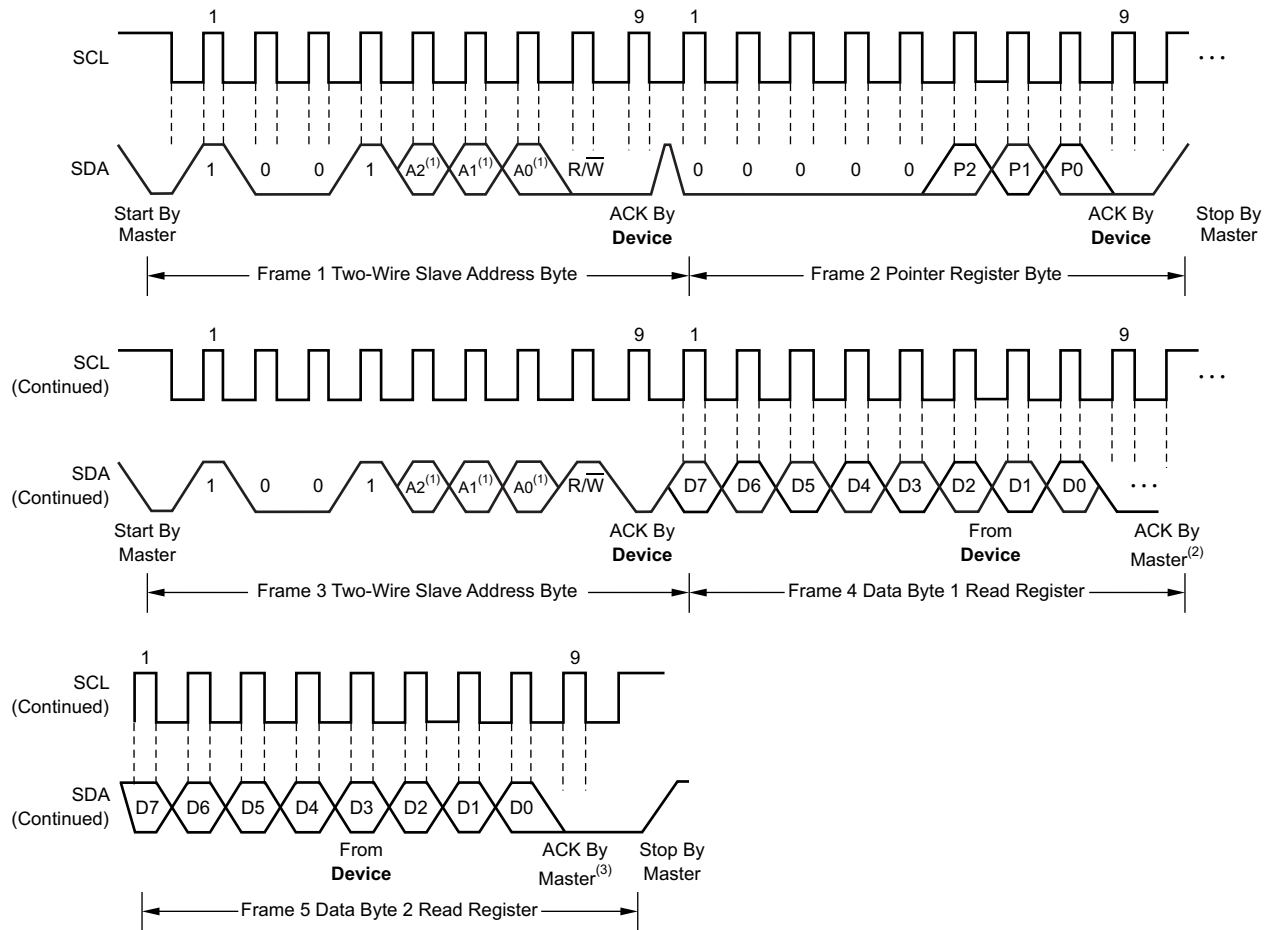 1 9 1 9
SCL ...
SDA 1 0 0 1 A2(1) A1(1) A0(1) R/W̅ 0 0 0 0 0 P2 P1 P0
Start By Master
ACK By Device
ACK By Device
Stop By Master
Frame 1 Two-Wire Slave Address Byte
Frame 2 Pointer Register Byte
1 9 1 9
SCL (Continued) ...
SDA (Continued) 1 0 0 1 A2(1) A1(1) A0(1) R/W̅ D7 D6 D5 D4 D3 D2 D1 D0 ...
Start By Master
ACK By Device
From Device
ACK By Master(2)
Frame 3 Two-Wire Slave Address Byte
Frame 4 Data Byte 1 Read Register
1 9
SCL (Continued)
SDA (Continued) D7 D6 D5 D4 D3 D2 D1 D0
From Device
ACK By Master(3)
Stop By Master
Frame 5 Data Byte 2 Read Register